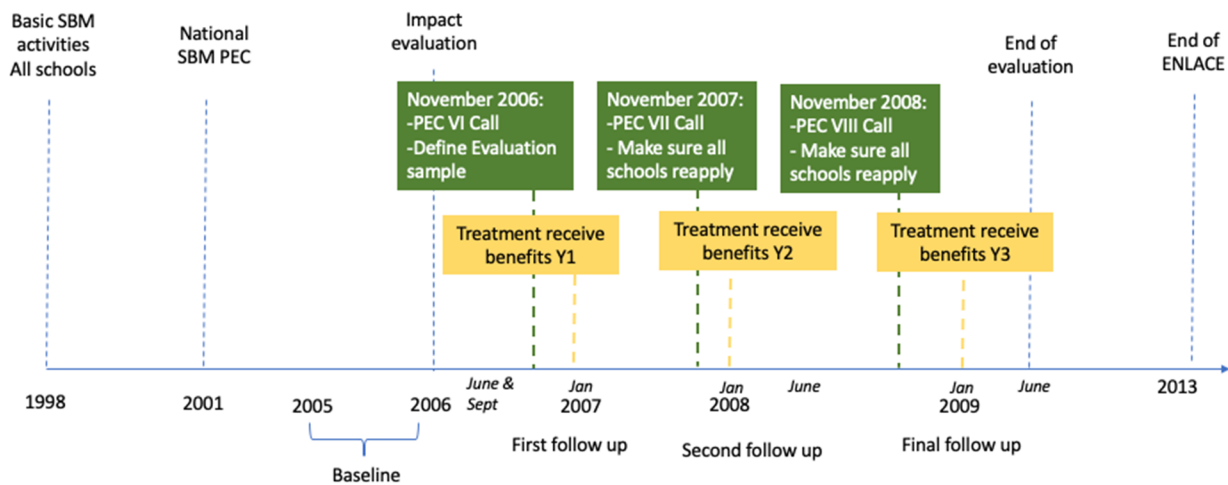 Basic SBM
activities
All schools
National
SBM PEC
Impact
evaluation
End of
evaluation
End of
ENLACE
November 2006:
-PEC VI Call
-Define Evaluation
sample
November 2007:
-PEC VII Call
- Make sure all
schools reapply
November 2008:
-PEC VIII Call
- Make sure all
schools reapply
Treatment receive
benefits Y1
Treatment receive
benefits Y2
Treatment receive
benefits Y3
1998
2001
2005
2006
June &
Sept
Jan
2007
Jan
2008
June
Jan
2009
June
2013
First follow up
Second follow up
Final follow up
Baseline